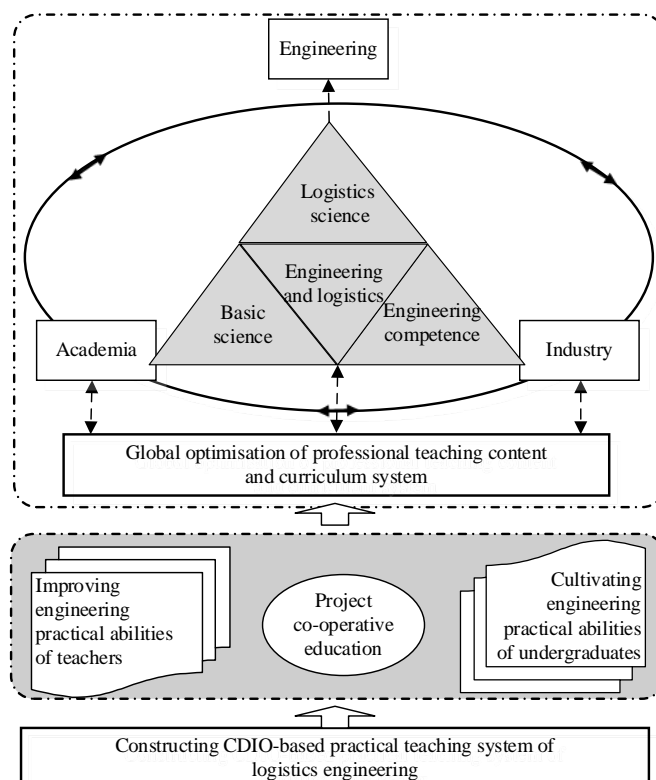 Engineering
Logistics
science
Engineering
and logistics
Basic
science
Engineering
competence
Academia
Industry
Global optimisation of professional teaching content
and curriculum system
Improving
engineering
practical abilities
of teachers
Project
co-operative
education
Cultivating
engineering
practical abilities
of undergraduates
Constructing CDIO-based practical teaching system of
logistics engineering